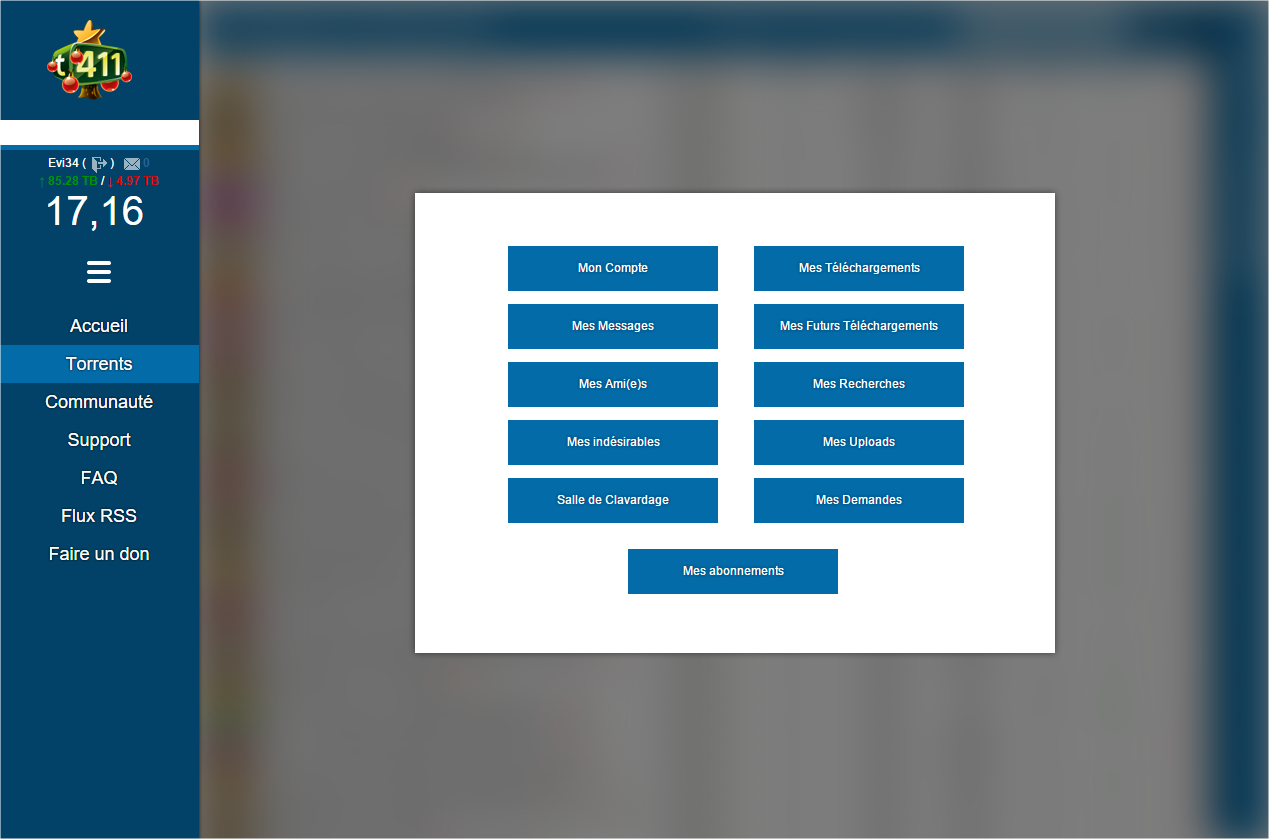 t411
Evi34 ( ) 0
↑ 85.28 TB / ↓ 4.97 TB
17,16
Accueil
Torrents
Communauté
Support
FAQ
Flux RSS
Faire un don
Mon Compte
Mes Téléchargements
Mes Messages
Mes Futurs Téléchargements
Mes Ami(e)s
Mes Recherches
Mes indésirables
Mes Uploads
Salle de Clavardage
Mes Demandes
Mes abonnements